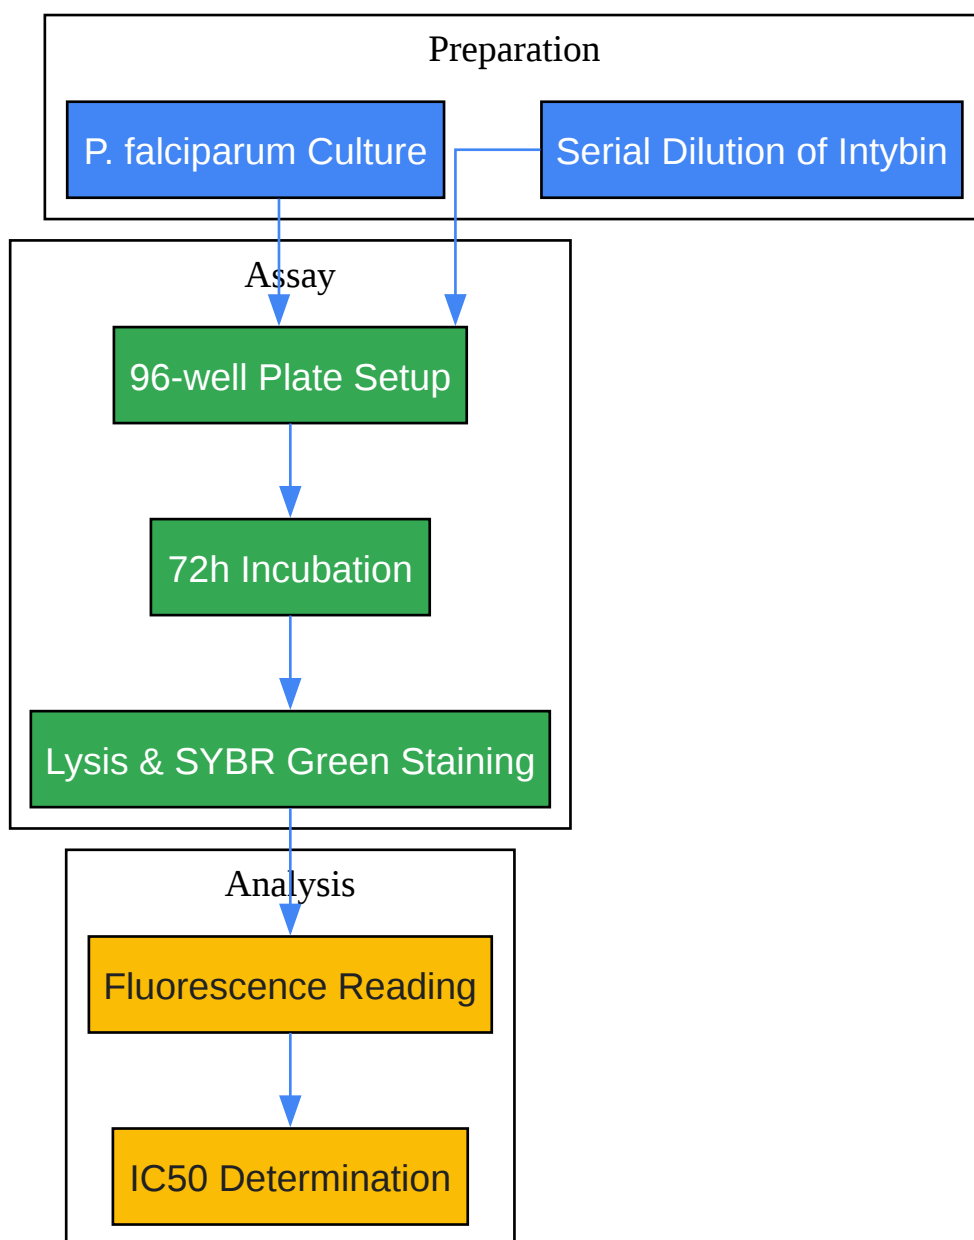 Preparation
P. falciparum Culture
Serial Dilution of Intybin
Assay
96-well Plate Setup
72h Incubation
Lysis & SYBR Green Staining
Analysis
Fluorescence Reading
IC50 Determination